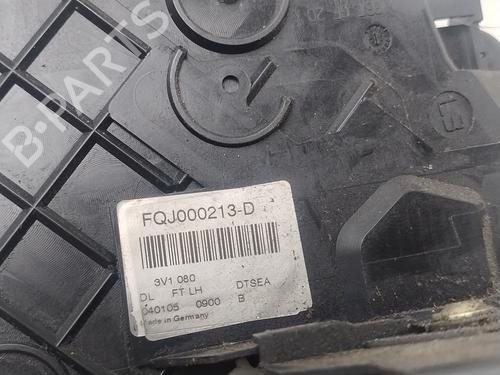 B-PARTS
FQJ000213-D
3V1 080
DL FT LH DTSEA
040105 0900 B
Made in Germany